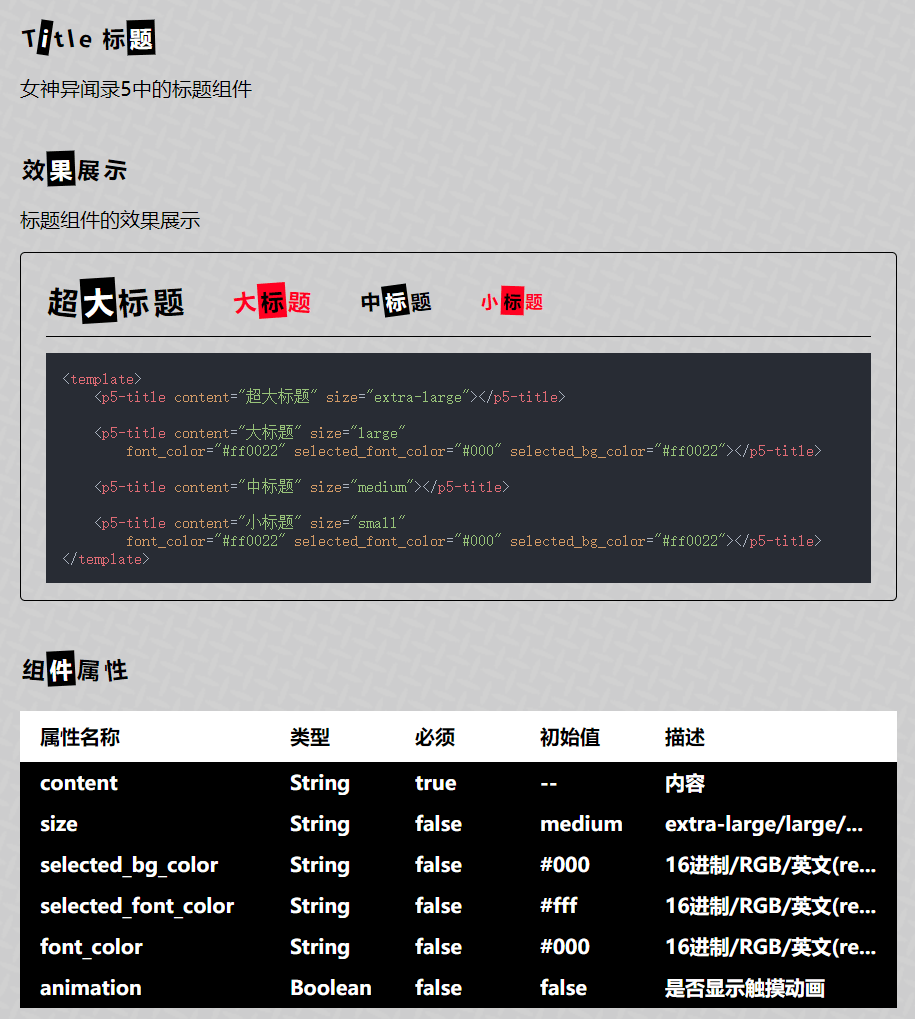 Title 标题
女神异闻录5中的标题组件
效果展示
标题组件的效果展示
超大标题 大标题 中标题 小标题
<template>
<p5-title content="超大标题" size="extra-large"></p5-title>
<p5-title content="大标题" size="large"
font_color="#ff0022" selected_font_color="#000" selected_bg_color="#ff0022"></p5-title>
<p5-title content="中标题" size="medium"></p5-title>
<p5-title content="小标题" size="small"
font_color="#ff0022" selected_font_color="#000" selected_bg_color="#ff0022"></p5-title>
</template>
组件属性
属性名称 类型 必须 初始值 描述
content String true -- 内容
size String false medium extra-large/large/...
selected_bg_color String false #000 16进制/RGB/英文(re...
selected_font_color String false #fff 16进制/RGB/英文(re...
font_color String false #000 16进制/RGB/英文(re...
animation Boolean false false 是否显示触摸动画